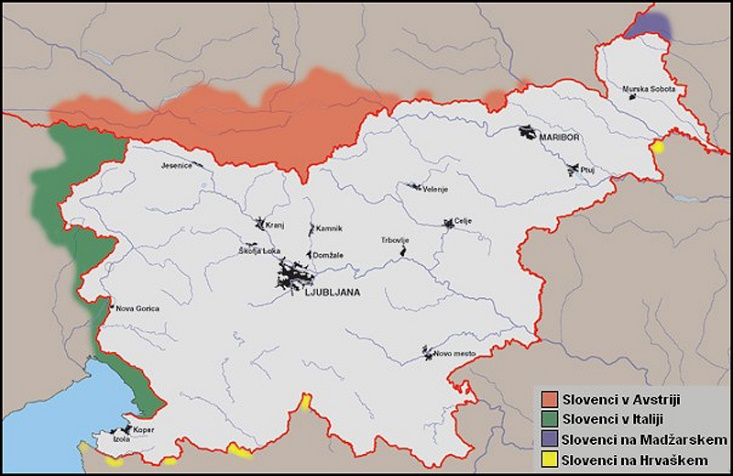 Murska Sobota
MARIBOR
Jesenice
Ptuj
Velenje
Kranj
Kamnik
Celje
Škofja Loka
Domžale
Trbovlje
LJUBLJANA
Nova Gorica
Novo mesto
Koper
Izola
Slovenci v Avstriji
Slovenci v Italiji
Slovenci na Madžarskem
Slovenci na Hrvaškem